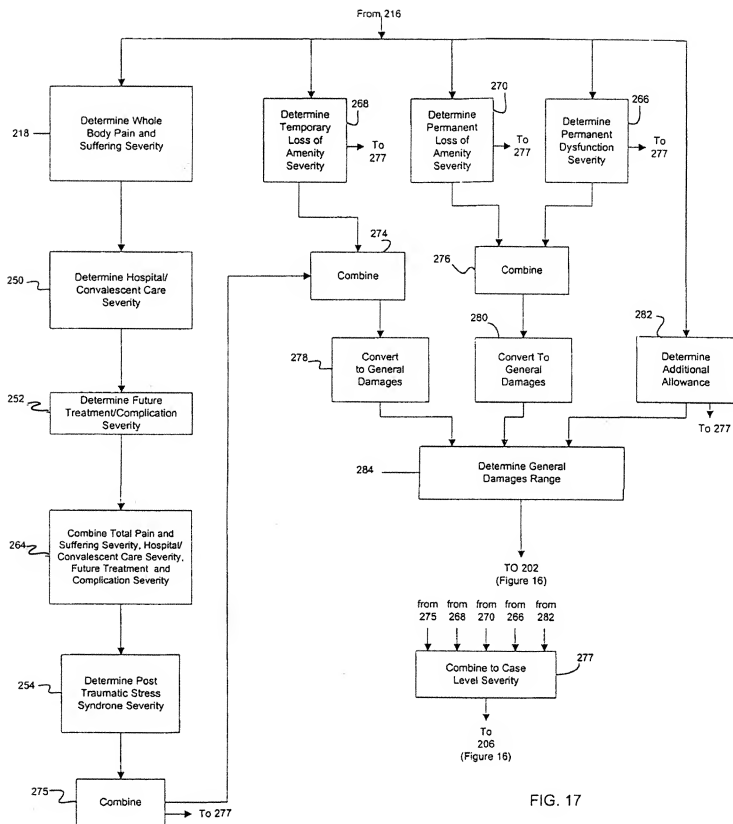 From 216
218
Determine Whole
Body Pain and
Suffering Severity
268
Determine
Temporary
Loss of
Amenity
Severity
To
277
270
Determine
Permanent
Loss of
Amenity
Severity
To
277
266
Determine
Permanent
Dysfunction
Severity
To
277
250
Determine Hospital/
Convalescent Care
Severity
274
Combine
276
Combine
252
Determine Future
Treatment/Complication
Severity
278
Convert
to General
Damages
280
Convert To
General
Damages
282
Determine
Additional
Allowance
To 277
284
Determine General
Damages Range
TO 202
(Figure 16)
264
Combine Total Pain and
Suffering Severity, Hospital/
Convalescent Care Severity,
Future Treatment and
Complication Severity
from from from from from
275 268 270 266 282
Combine to Case
Level Severity
277
To
206
(Figure 16)
254
Determine Post
Traumatic Stress
Syndrone Severity
275
Combine
To 277
FIG. 17